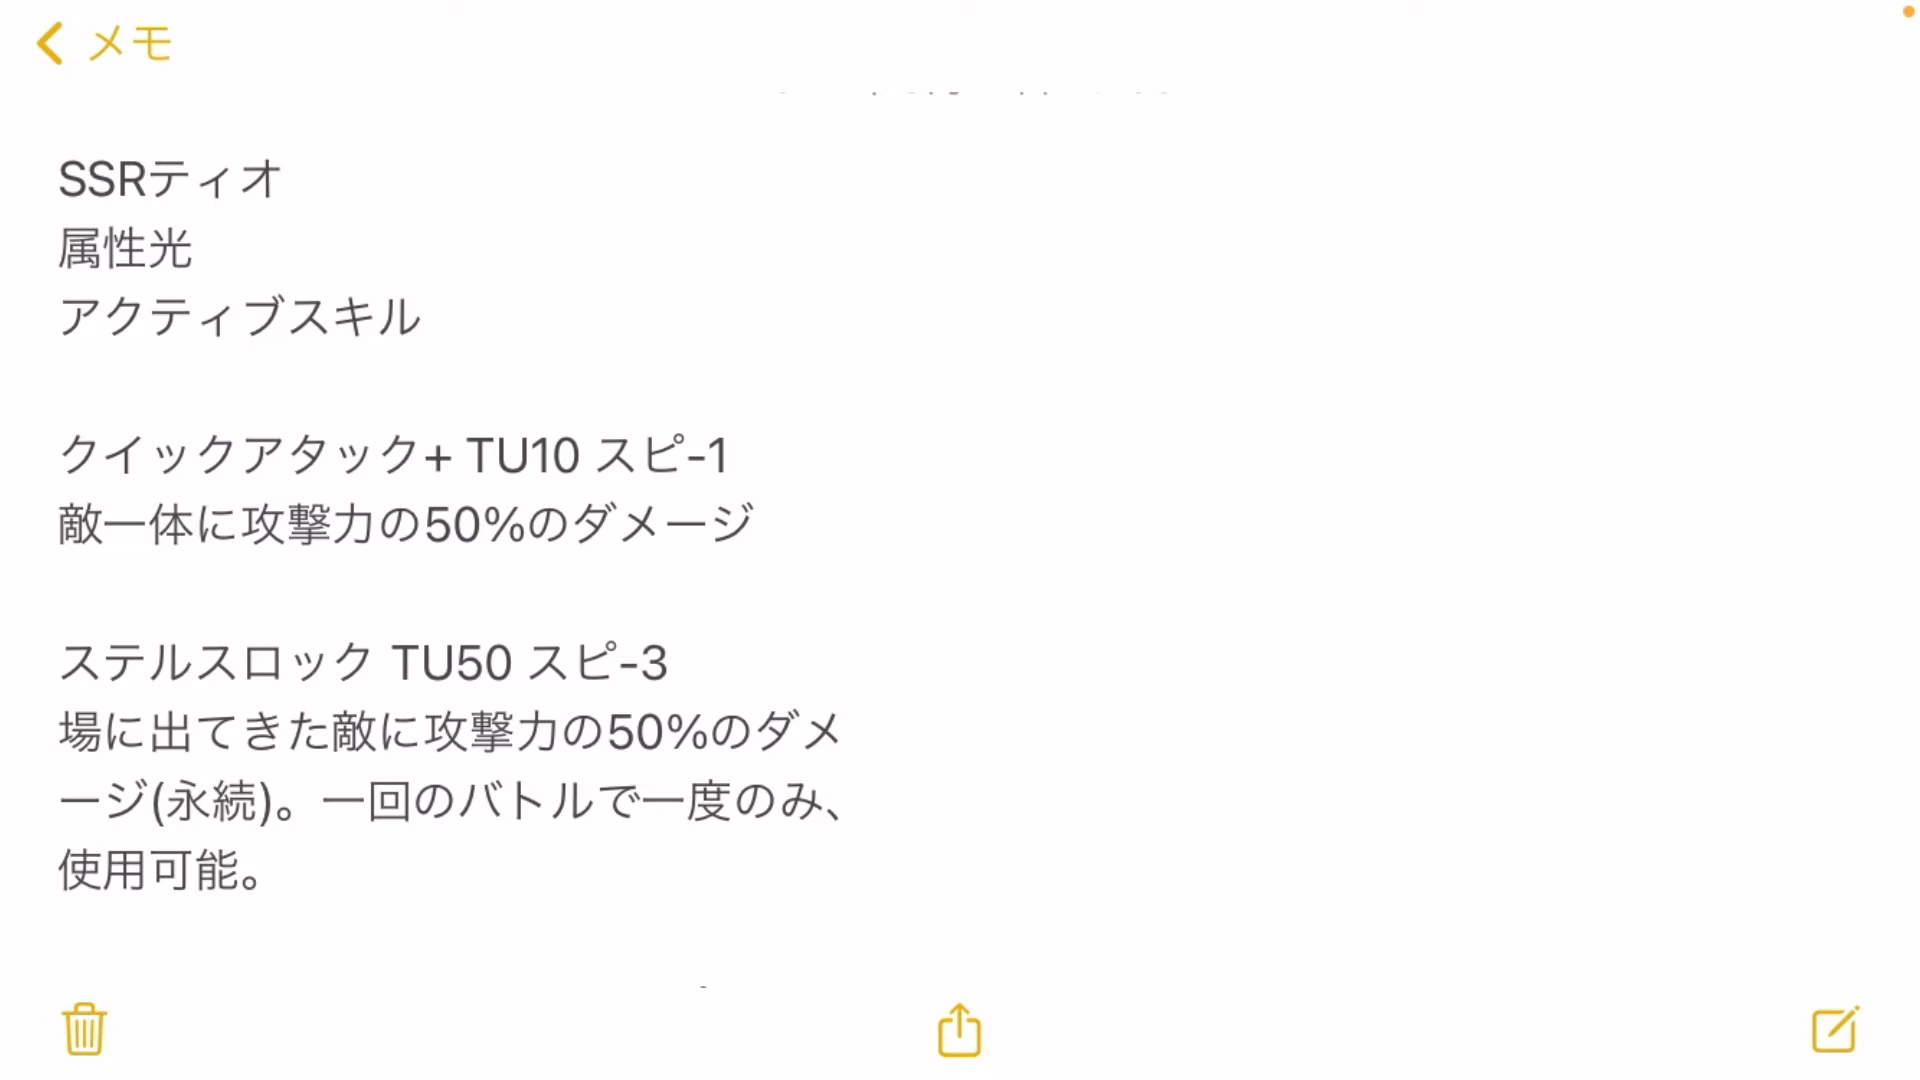 メモ
SSRティオ
属性光
アクティブスキル
クイックアタック+ TU10 スピ-1
敵一体に攻撃力の50%のダメージ
ステルスロック TU50 スピ-3
場に出てきた敵に攻撃力の50%のダメ
ージ(永続)。一回のバトルで一度のみ、
使用可能。